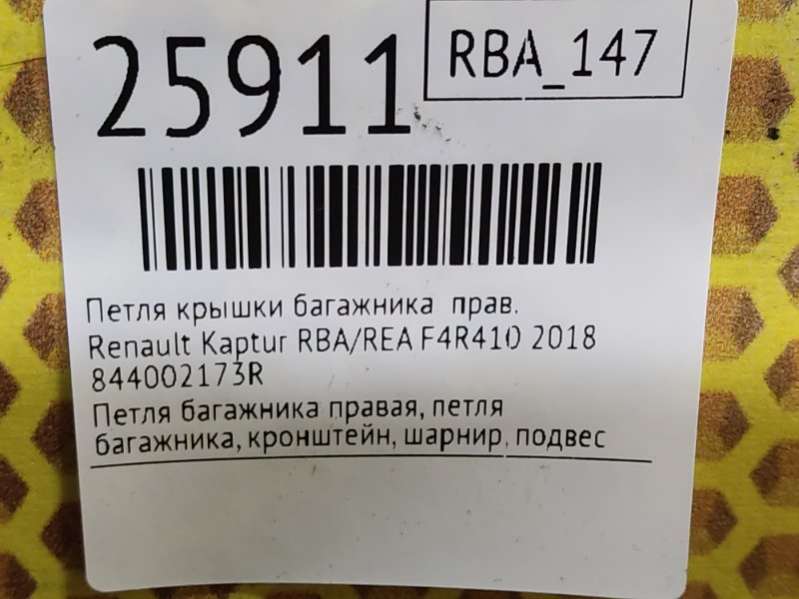 25911
RBA_147
Петля крышки багажника прав.
Renault Kaptur RBA/REA F4R410 2018
844002173R
Петля багажника правая, петля
багажника, кронштейн, шарнир, подвес